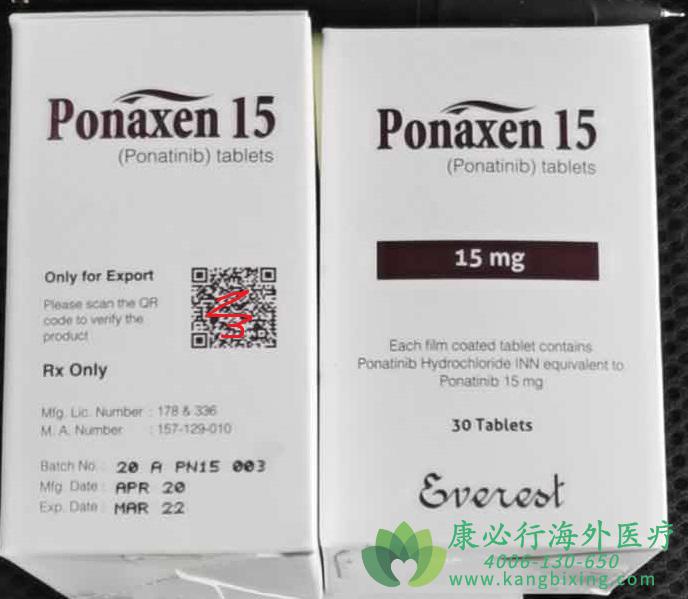 Ponaxen 15
(Ponatinib) tablets
Only for Export
Please scan the QR
code to verify the
product
Rx Only
Mfg. Lic. Number : 178 & 336
M. A. Number : 157-129-010
Batch No. : 20 A PN15 003
Mfg. Date : APR 20
Exp. Date : MAR 22
Ponaxen 15
(Ponatinib) tablets
15 mg
Each film coated tablet contains
Ponatinib Hydrochloride INN equivalent to
Ponatinib 15 mg
30 Tablets
Everest
康必行海外医疗
4006-130-650
www.kangbixing.com